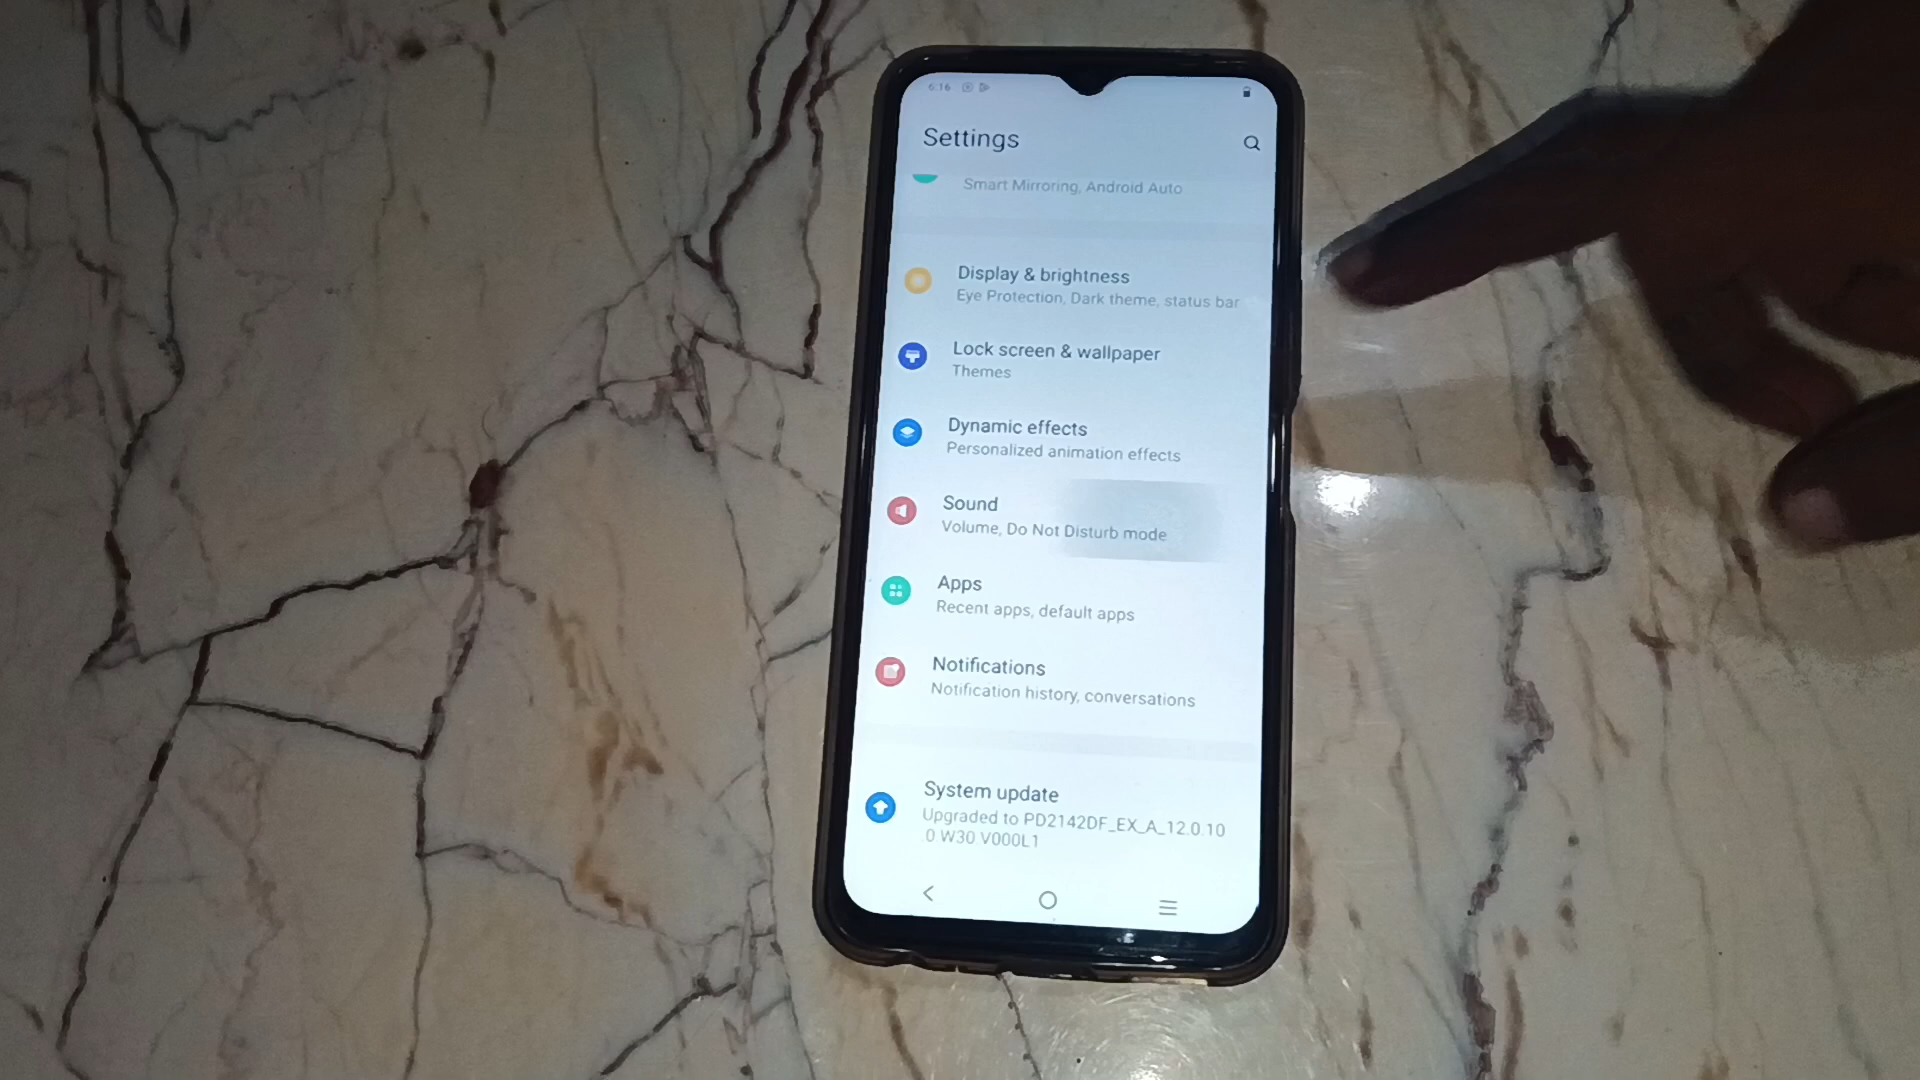 6:16
Settings
Smart Mirroring, Android Auto
Display & brightness
Eye Protection, Dark theme, status bar
Lock screen & wallpaper
Themes
Dynamic effects
Personalized animation effects
Sound
Volume, Do Not Disturb mode
Apps
Recent apps, default apps
Notifications
Notification history, conversations
System update
Upgraded to PD2142DF_EX_A_12.0.10
.0.W30.V000L1